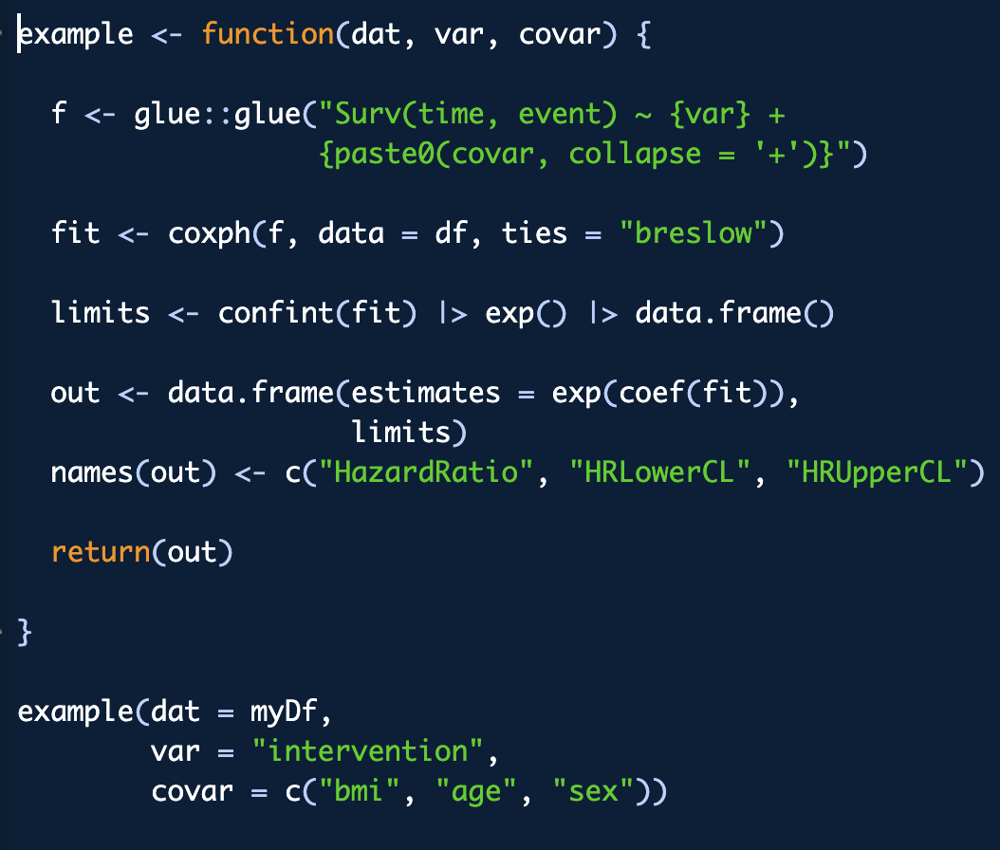 example <- function(dat, var, covar) {
f <- glue::glue("Surv(time, event) ~ {var} +
{paste0(covar, collapse = '+')}")
fit <- coxph(f, data = df, ties = "breslow")
limits <- confint(fit) |> exp() |> data.frame()
out <- data.frame(estimates = exp(coef(fit)),
limits)
names(out) <- c("HazardRatio", "HRLowerCL", "HRUpperCL")
return(out)
}
example(dat = myDf,
var = "intervention",
covar = c("bmi", "age", "sex"))